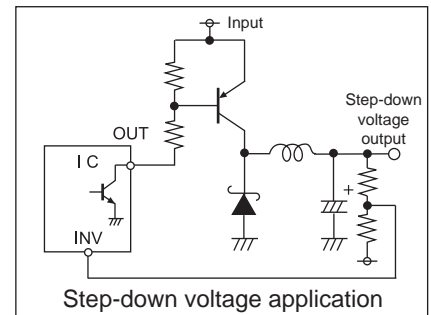 Input
Step-down
voltage
output
OUT
I C
+
INV
Step-down voltage application